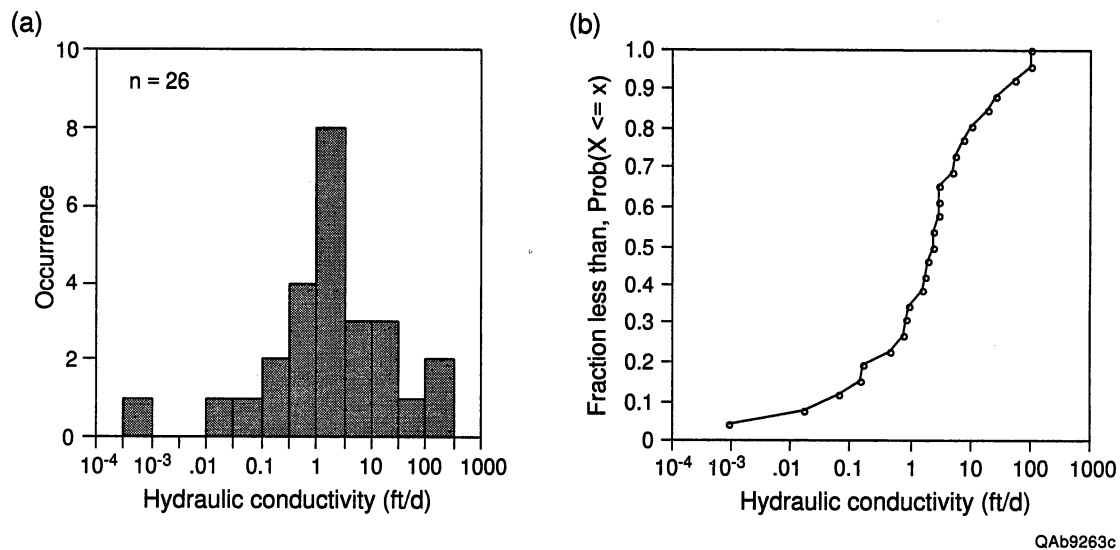 (a)
10
8
6
4
2
0
Occurrence
n = 26
10-4 10-3 .01 0.1 1 10 100 1000
Hydraulic conductivity (ft/d)
(b)
1.0
0.9
0.8
0.7
0.6
0.5
0.4
0.3
0.2
0.1
0
Fraction less than, Prob(X <= x)
10-4 10-3 .01 0.1 1 10 100 1000
Hydraulic conductivity (ft/d)
QAb9263c